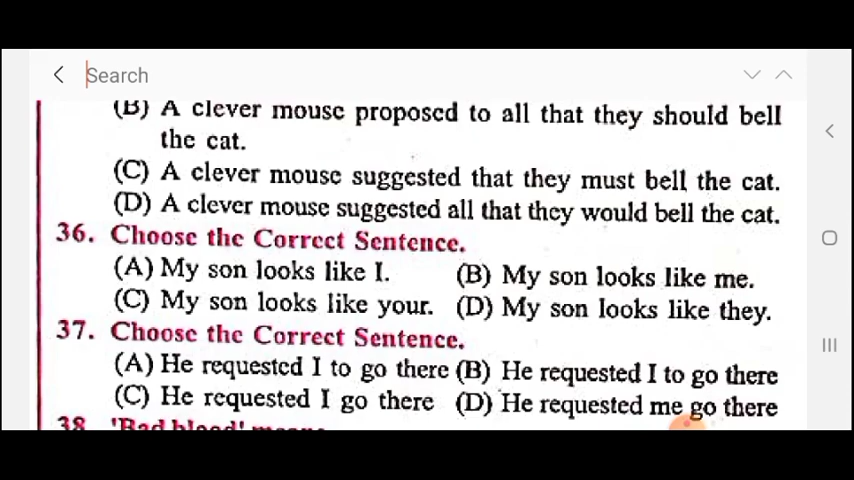 Search
(B) A clever mouse proposed to all that they should bell
the cat.
(C) A clever mouse suggested that they must bell the cat.
(D) A clever mouse suggested all that they would bell the cat.
36. Choose the Correct Sentence.
(A) My son looks like I. (B) My son looks like me.
(C) My son looks like your. (D) My son looks like they.
37. Choose the Correct Sentence.
(A) He requested I to go there (B) He requested I to go there
(C) He requested I go there (D) He requested me go there
38. 'Bad blood' means